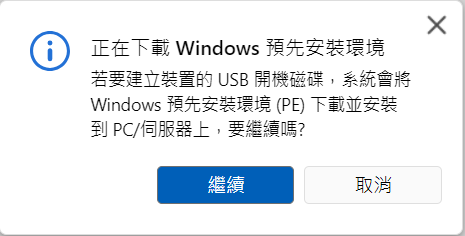 正在下載 Windows 預先安裝環境
若要建立裝置的 USB 開機磁碟，系統會將
Windows 預先安裝環境 (PE) 下載並安裝
到 PC/伺服器上，要繼續嗎?
繼續
取消